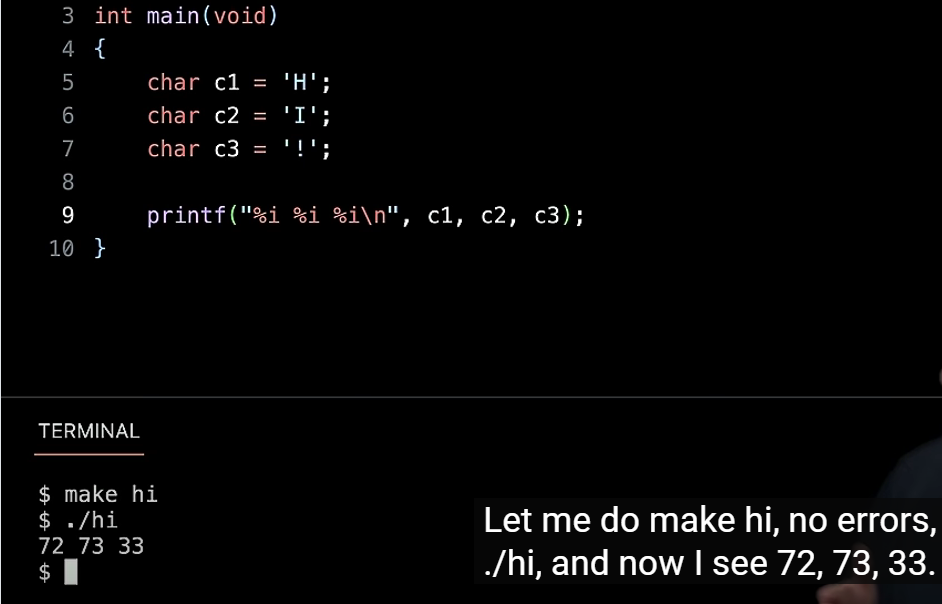 3 int main(void)
4 {
5     char c1 = 'H';
6     char c2 = 'I';
7     char c3 = '!';
8
9     printf("%i %i %i\n", c1, c2, c3);
10 }
TERMINAL
$ make hi
$ ./hi
72 73 33
$
Let me do make hi, no errors,
./hi, and now I see 72, 73, 33.